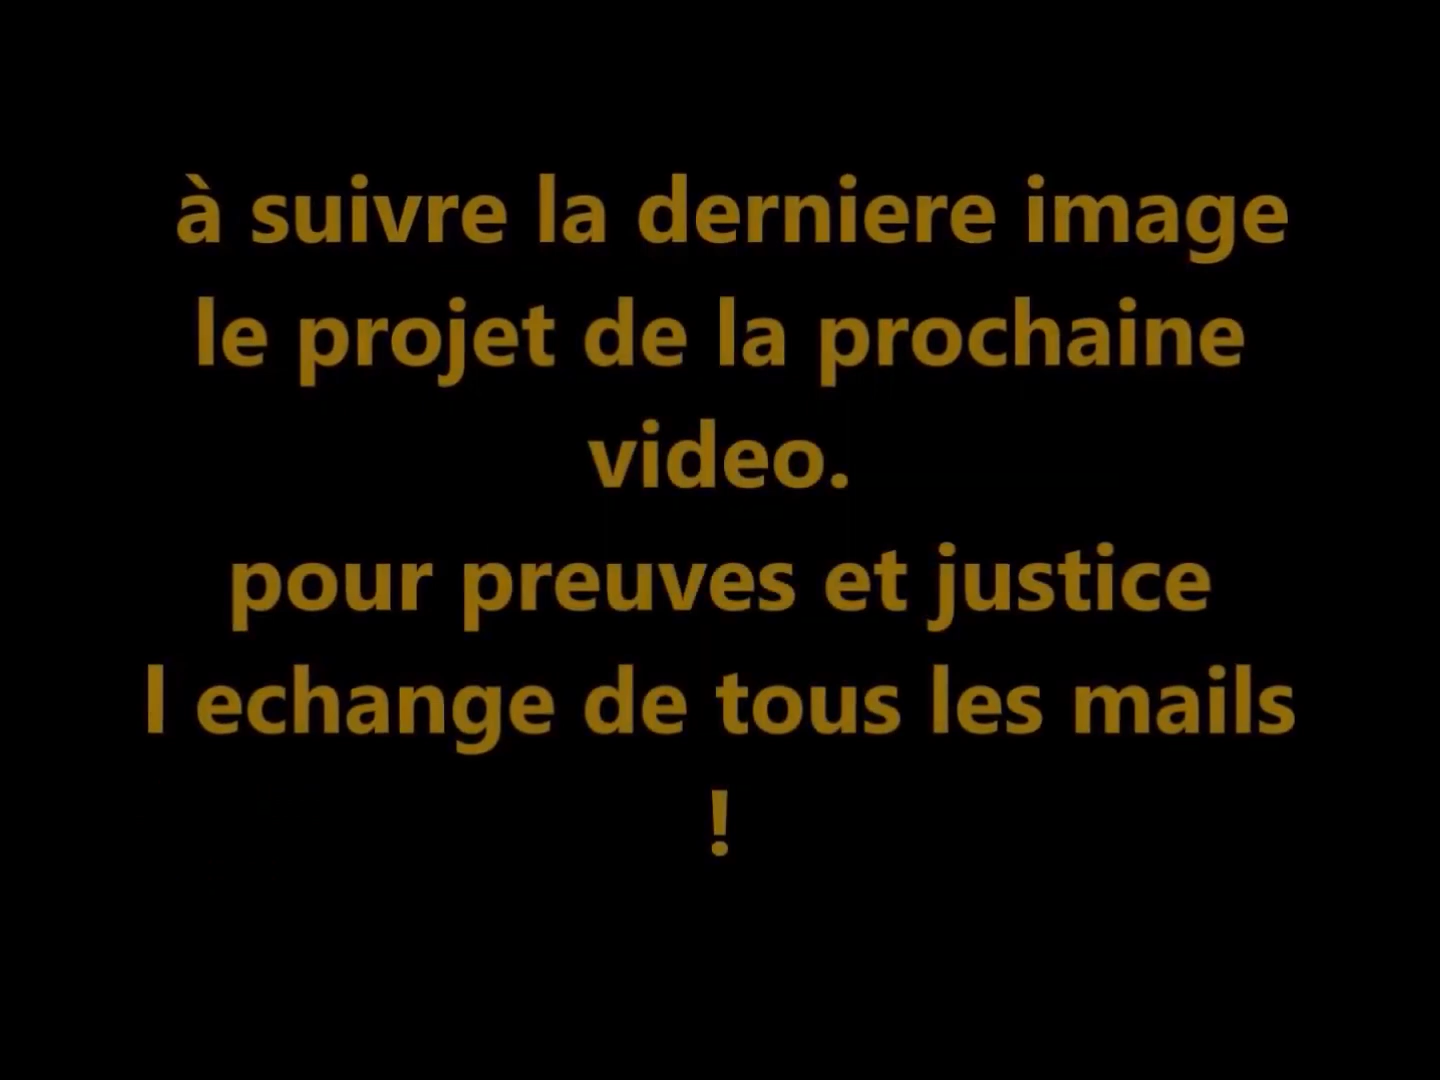 à suivre la derniere image
le projet de la prochaine
video.
pour preuves et justice
l echange de tous les mails
!